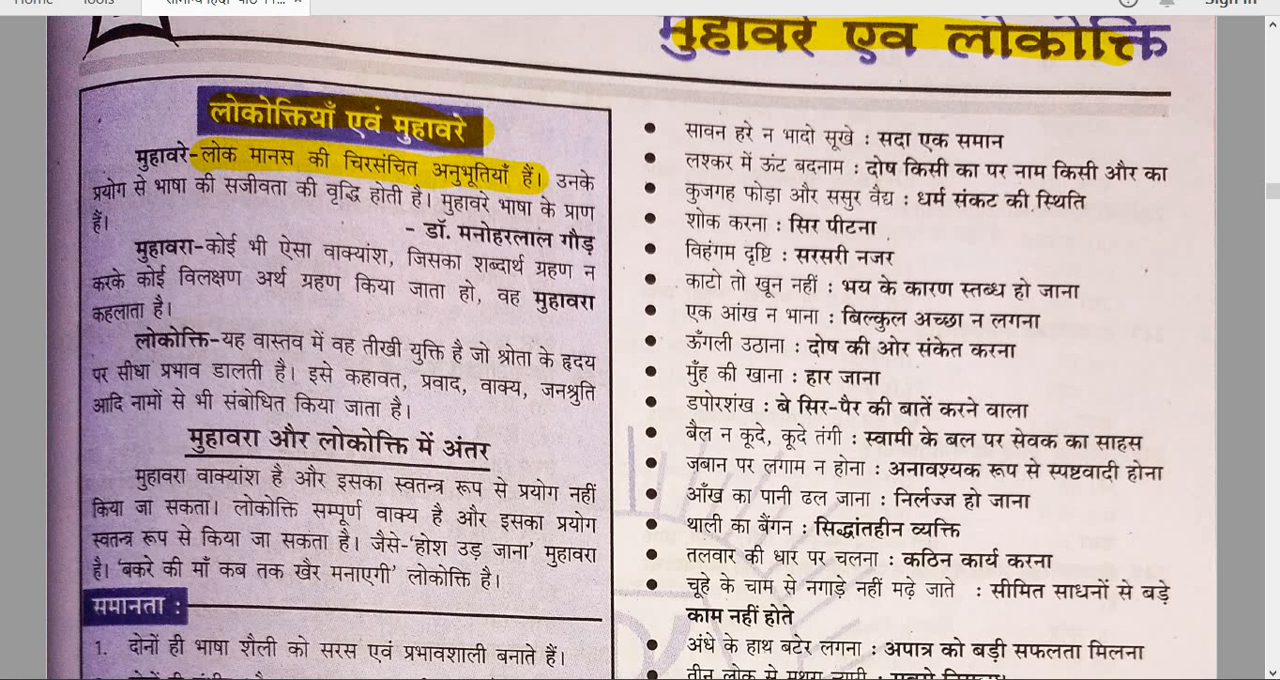 मुहावरे एवं लोकोक्ति
लोकोक्तियाँ एवं मुहावरे
मुहावरे-लोक मानस की चिरसंचित अनुभूतियाँ हैं। उनके
प्रयोग से भाषा की सजीवता की वृद्धि होती है। मुहावरे भाषा के प्राण
हैं। - डॉ. मनोहरलाल गौड़
मुहावरा-कोई भी ऐसा वाक्यांश, जिसका शब्दार्थ ग्रहण न
करके कोई विलक्षण अर्थ ग्रहण किया जाता हो, वह मुहावरा
कहलाता है।
लोकोक्ति-यह वास्तव में वह तीखी युक्ति है जो श्रोता के हृदय
पर सीधा प्रभाव डालती है। इसे कहावत, प्रवाद, वाक्य, जनश्रुति
आदि नामों से भी संबोधित किया जाता है।
मुहावरा और लोकोक्ति में अंतर
मुहावरा वाक्यांश है और इसका स्वतन्त्र रूप से प्रयोग नहीं
किया जा सकता। लोकोक्ति सम्पूर्ण वाक्य है और इसका प्रयोग
स्वतन्त्र रूप से किया जा सकता है। जैसे-‘होश उड़ जाना’ मुहावरा
है। ‘बकरे की माँ कब तक खैर मनाएगी’ लोकोक्ति है।
समानता :
1. दोनों ही भाषा शैली को सरस एवं प्रभावशाली बनाते हैं।
● सावन हरे न भादो सूखे : सदा एक समान
● लश्कर में ऊंट बदनाम : दोष किसी का पर नाम किसी और का
● कुजगह फोड़ा और ससुर वैद्य : धर्म संकट की स्थिति
● शोक करना : सिर पीटना
● विहंगम दृष्टि : सरसरी नजर
● काटो तो खून नहीं : भय के कारण स्तब्ध हो जाना
● एक आंख न भाना : बिल्कुल अच्छा न लगना
● ऊँगली उठाना : दोष की ओर संकेत करना
● मुँह की खाना : हार जाना
● डपोरशंख : बे सिर-पैर की बातें करने वाला
● बैल न कूदे, कूदे तंगी : स्वामी के बल पर सेवक का साहस
● जबान पर लगाम न होना : अनावश्यक रूप से स्पष्टवादी होना
● आँख का पानी ढल जाना : निर्लज्ज हो जाना
● थाली का बैंगन : सिद्धांतहीन व्यक्ति
● तलवार की धार पर चलना : कठिन कार्य करना
● चूहे के चाम से नगाड़े नहीं मढ़े जाते : सीमित साधनों से बड़े
काम नहीं होते
● अंधे के हाथ बटेर लगना : अपात्र को बड़ी सफलता मिलना
● तीन लोक से मथुरा न्यारी :